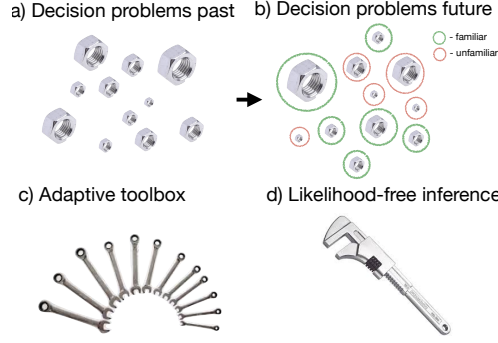 a) Decision problems past
b) Decision problems future
- familiar
- unfamiliar
c) Adaptive toolbox
d) Likelihood-free inference